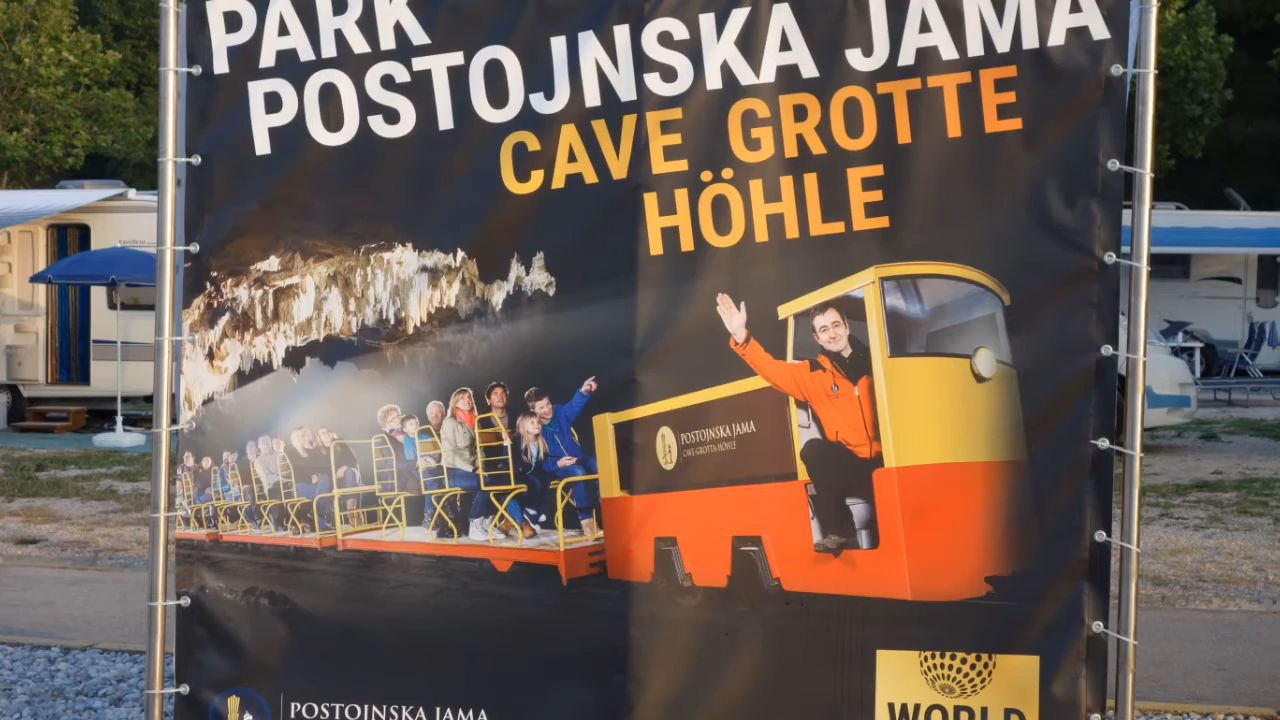 PARK
POSTOJNSKA JAMA
CAVE GROTTE
HÖHLE
POSTOJNSKA JAMA
CAVE·GROTTA·HÖHLE
POSTOJNSKA JAMA
WORLD